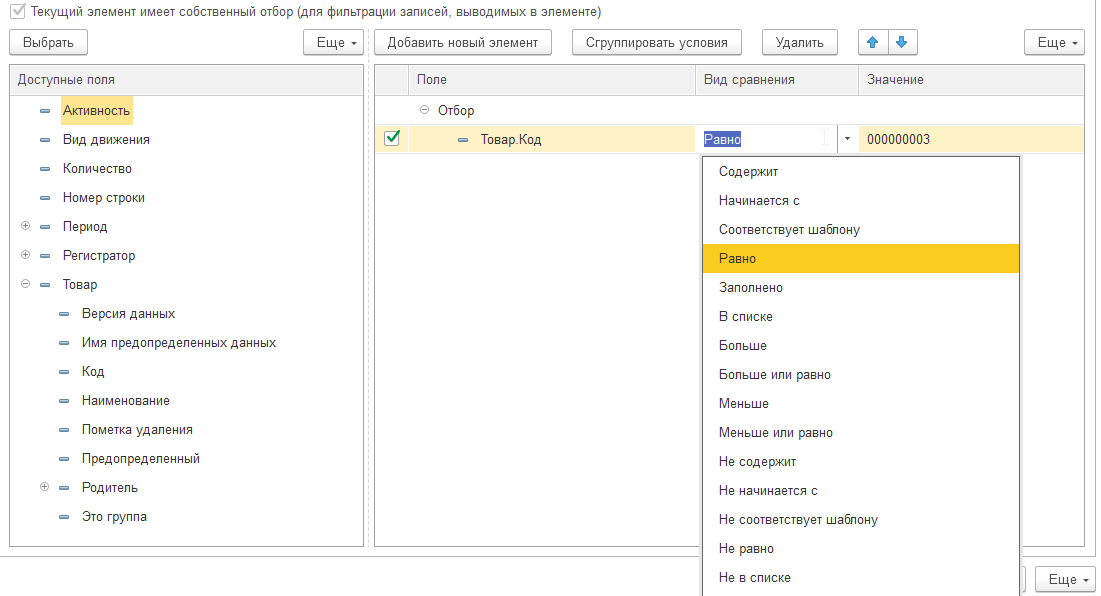 Текущий элемент имеет собственный отбор (для фильтрации записей, выводимых в элементе)
Выбрать
Еще
Добавить новый элемент
Сгруппировать условия
Удалить
Еще
Доступные поля
Активность
Вид движения
Количество
Номер строки
Период
Регистратор
Товар
Версия данных
Имя предопределенных данных
Код
Наименование
Пометка удаления
Предопределенный
Родитель
Это группа
Поле
Вид сравнения
Значение
Отбор
Товар.Код
Равно
000000003
Содержит
Начинается с
Соответствует шаблону
Равно
Заполнено
В списке
Больше
Больше или равно
Меньше
Меньше или равно
Не содержит
Не начинается с
Не соответствует шаблону
Не равно
Не в списке
Еще